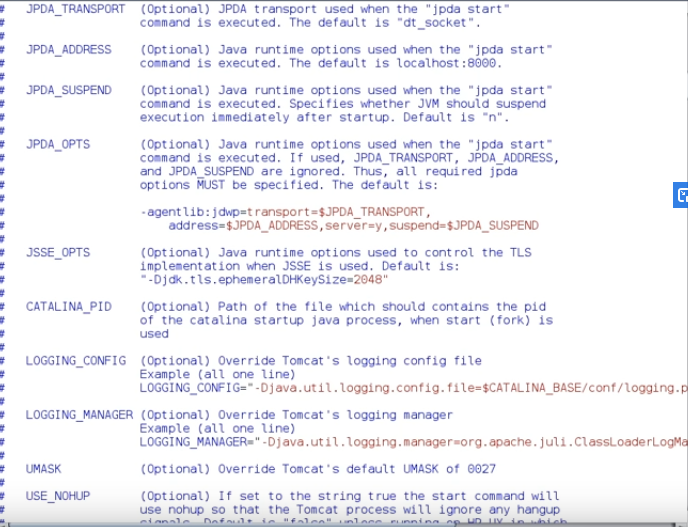 #   JPDA_TRANSPORT  (Optional) JPDA transport used when the "jpda start"
#                   command is executed. The default is "dt_socket".
#
#   JPDA_ADDRESS    (Optional) Java runtime options used when the "jpda start"
#                   command is executed. The default is localhost:8000.
#
#   JPDA_SUSPEND    (Optional) Java runtime options used when the "jpda start"
#                   command is executed. Specifies whether JVM should suspend
#                   execution immediately after startup. Default is "n".
#
#   JPDA_OPTS       (Optional) Java runtime options used when the "jpda start"
#                   command is executed. If used, JPDA_TRANSPORT, JPDA_ADDRESS,
#                   and JPDA_SUSPEND are ignored. Thus, all required jpda
#                   options MUST be specified. The default is:
#
#                   -agentlib:jdwp=transport=$JPDA_TRANSPORT,
#                       address=$JPDA_ADDRESS,server=y,suspend=$JPDA_SUSPEND
#
#   JSSE_OPTS       (Optional) Java runtime options used to control the TLS
#                   implementation when JSSE is used. Default is:
#                   "-Djdk.tls.ephemeralDHKeySize=2048"
#
#   CATALINA_PID    (Optional) Path of the file which should contains the pid
#                   of the catalina startup java process, when start (fork) is
#                   used
#
#   LOGGING_CONFIG  (Optional) Override Tomcat's logging config file
#                   Example (all one line)
#                   LOGGING_CONFIG="-Djava.util.logging.config.file=$CATALINA_BASE/conf/logging.p
#
#   LOGGING_MANAGER (Optional) Override Tomcat's logging manager
#                   Example (all one line)
#                   LOGGING_MANAGER="-Djava.util.logging.manager=org.apache.juli.ClassLoaderLogMa
#
#   UMASK           (Optional) Override Tomcat's default UMASK of 0027
#
#   USE_NOHUP       (Optional) If set to the string true the start command will
#                   use nohup so that the Tomcat process will ignore any hangup
#                   signals. Default is "false" unless running on HP-UX in which